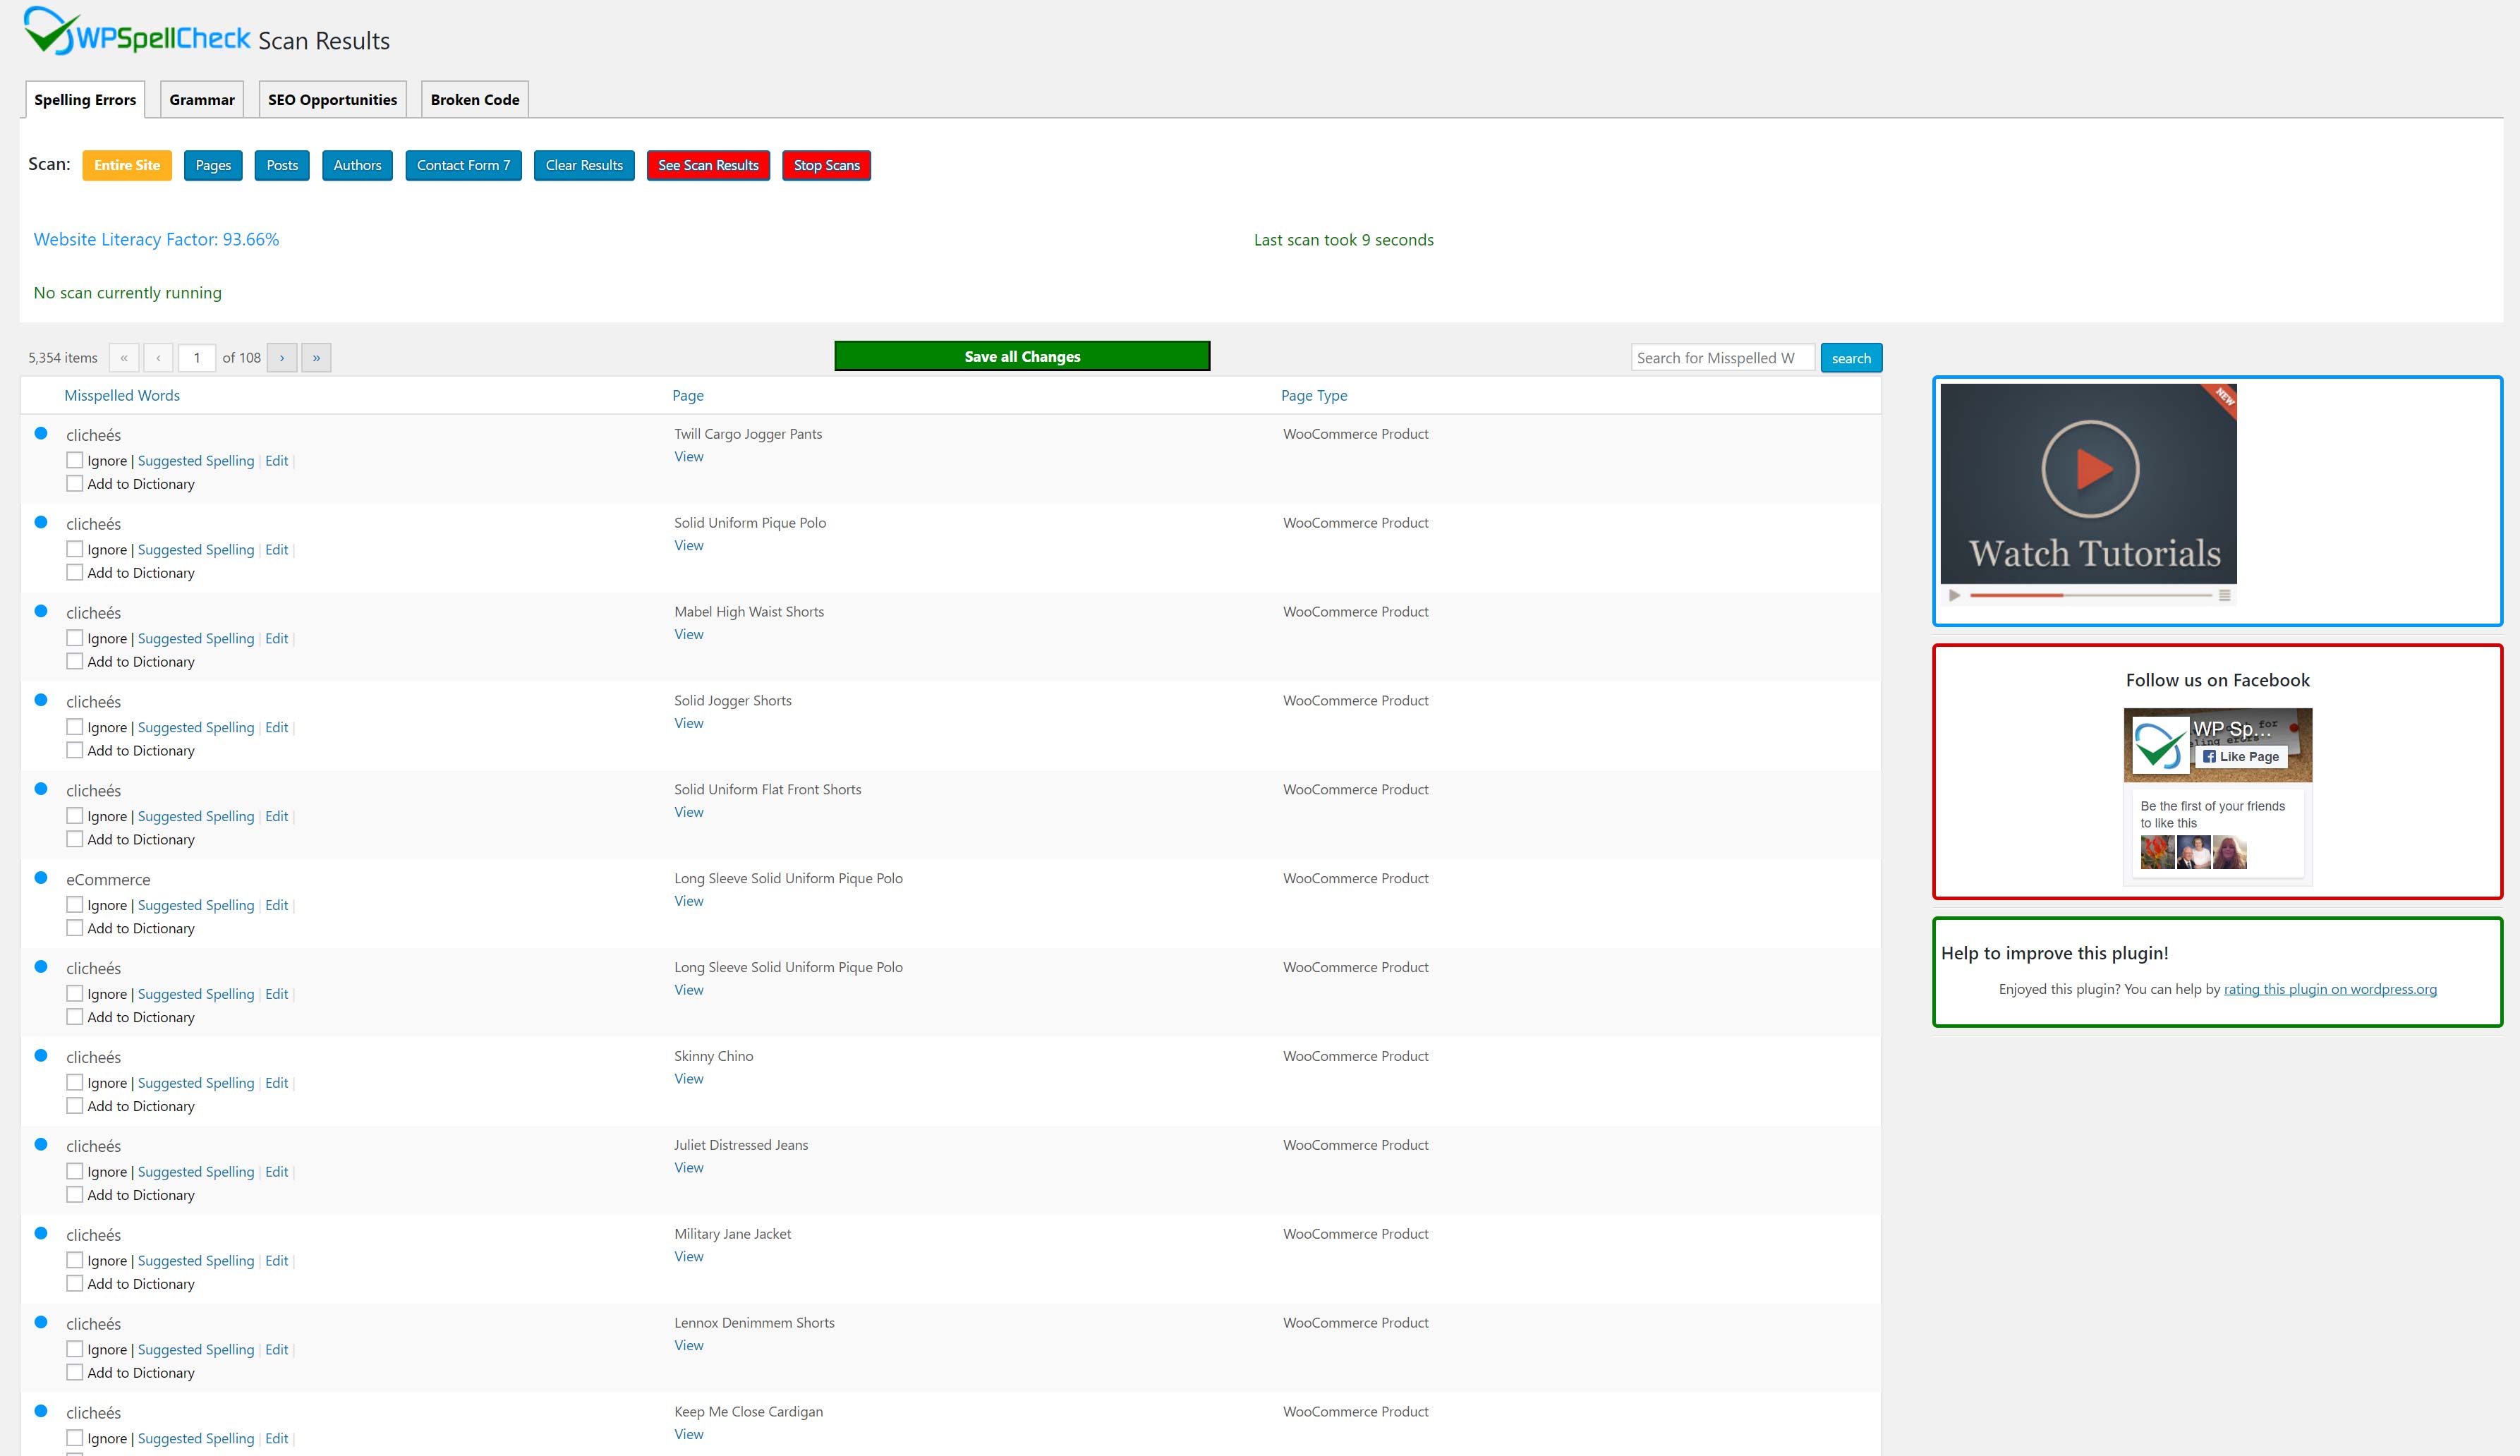 WPSpellCheck Scan Results
Spelling Errors Grammar SEO Opportunities Broken Code
Scan: Entire Site Pages Posts Authors Contact Form 7 Clear Results See Scan Results Stop Scans
Website Literacy Factor: 93.66% Last scan took 9 seconds
No scan currently running
5,354 items « ‹ 1 of 108 › » Save all Changes Search for Misspelled W search
Misspelled Words Page Page Type
clicheés Twill Cargo Jogger Pants WooCommerce Product
Ignore | Suggested Spelling | Edit | View
Add to Dictionary
clicheés Solid Uniform Pique Polo WooCommerce Product
Ignore | Suggested Spelling | Edit | View
Add to Dictionary
clicheés Mabel High Waist Shorts WooCommerce Product
Ignore | Suggested Spelling | Edit | View
Add to Dictionary
clicheés Solid Jogger Shorts WooCommerce Product
Ignore | Suggested Spelling | Edit | View
Add to Dictionary
clicheés Solid Uniform Flat Front Shorts WooCommerce Product
Ignore | Suggested Spelling | Edit | View
Add to Dictionary
eCommerce Long Sleeve Solid Uniform Pique Polo WooCommerce Product
Ignore | Suggested Spelling | Edit | View
Add to Dictionary
clicheés Long Sleeve Solid Uniform Pique Polo WooCommerce Product
Ignore | Suggested Spelling | Edit | View
Add to Dictionary
clicheés Skinny Chino WooCommerce Product
Ignore | Suggested Spelling | Edit | View
Add to Dictionary
clicheés Juliet Distressed Jeans WooCommerce Product
Ignore | Suggested Spelling | Edit | View
Add to Dictionary
clicheés Military Jane Jacket WooCommerce Product
Ignore | Suggested Spelling | Edit | View
Add to Dictionary
clicheés Lennox Denimmem Shorts WooCommerce Product
Ignore | Suggested Spelling | Edit | View
Add to Dictionary
clicheés Keep Me Close Cardigan WooCommerce Product
Ignore | Suggested Spelling | Edit | View
NEW
Watch Tutorials
Follow us on Facebook
WP Sp...
Like Page
Be the first of your friends
to like this
Help to improve this plugin!
Enjoyed this plugin? You can help by rating this plugin on wordpress.org